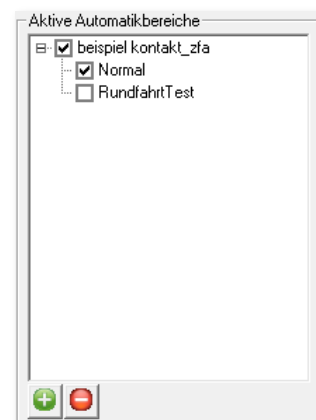 Aktive Automatikbereiche
beispiel kontakt_zfa
Normal
RundfahrtTest